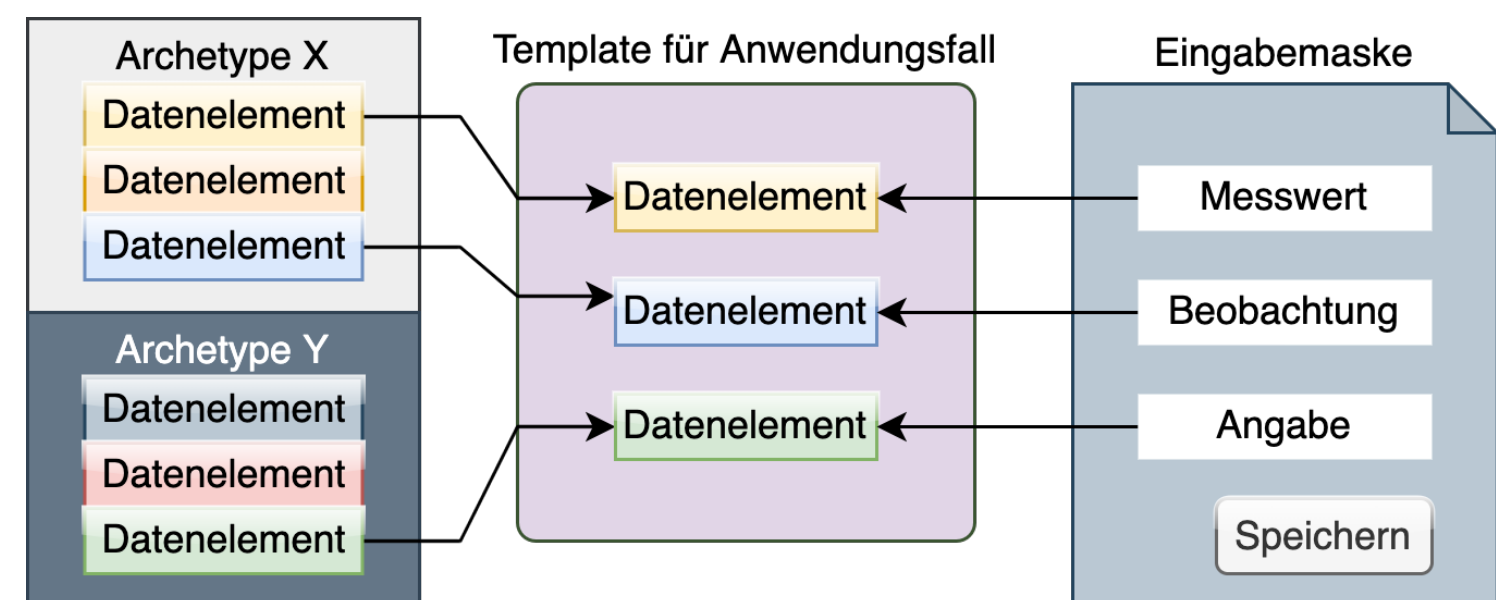 Archetype X
Datenelement
Datenelement
Datenelement
Archetype Y
Datenelement
Datenelement
Datenelement
Template für Anwendungsfall
Datenelement
Datenelement
Datenelement
Eingabemaske
Messwert
Beobachtung
Angabe
Speichern